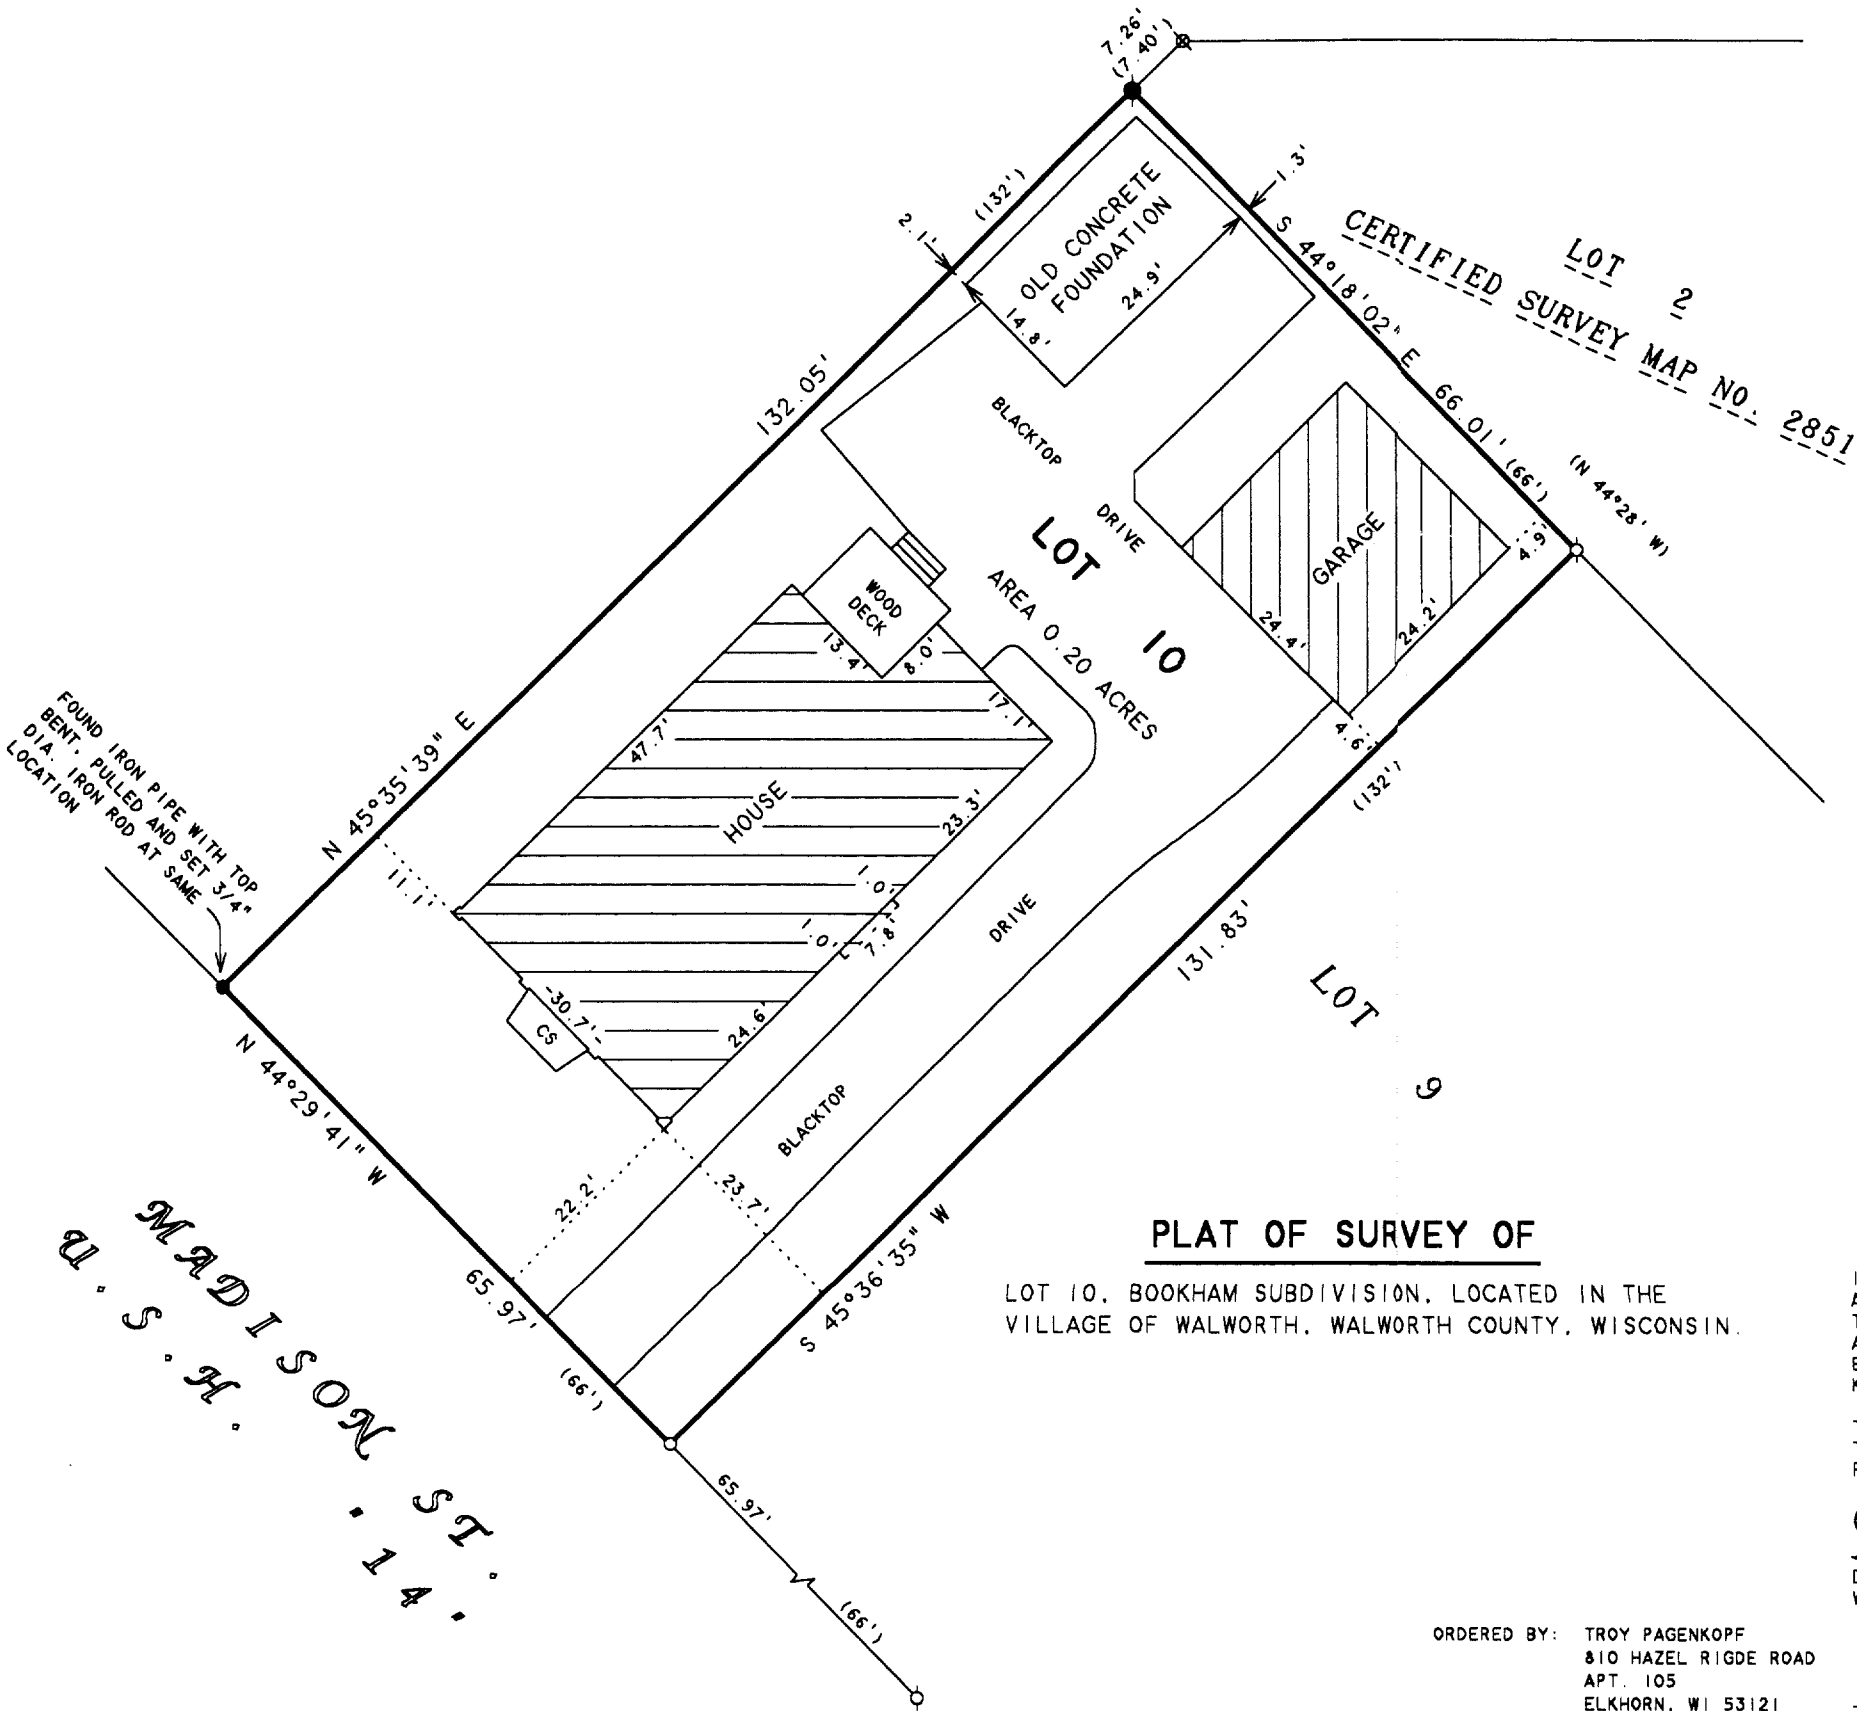 7.26'
(7.40')
1.3'
(132')
2.1'
OLD CONCRETE
FOUNDATION
24.9'
14.8'
S 44°18'02" E 66.01' (66')
(N 44°28' W)
LOT 2
CERTIFIED SURVEY MAP NO. 2851
132.05'
N 45°35'39" E
BLACKTOP
DRIVE
LOT 10
AREA 0.20 ACRES
GARAGE
4.9'
24.4'
24.2'
4.6'
(132')
WOOD
DECK
13.4'
8.0'
17.1'
47.7'
HOUSE
23.3'
1.0'
1.0'
7.8'
24.6'
-30.7'-
CS
11.1'
FOUND IRON PIPE WITH TOP
BENT, PULLED AND SET 3/4"
DIA. IRON ROD AT SAME
LOCATION
DRIVE
BLACKTOP
131.83'
LOT 9
N 44°29'41" W
65.97'
(66')
22.2'
23.7'
S 45°36'35" W
MADISON ST.
U.S.H. . 14.
65.97'
(66')
PLAT OF SURVEY OF
LOT 10, BOOKHAM SUBDIVISION, LOCATED IN THE
VILLAGE OF WALWORTH, WALWORTH COUNTY, WISCONSIN.
ORDERED BY: TROY PAGENKOPF
810 HAZEL RIGDE ROAD
APT. 105
ELKHORN, WI 53121